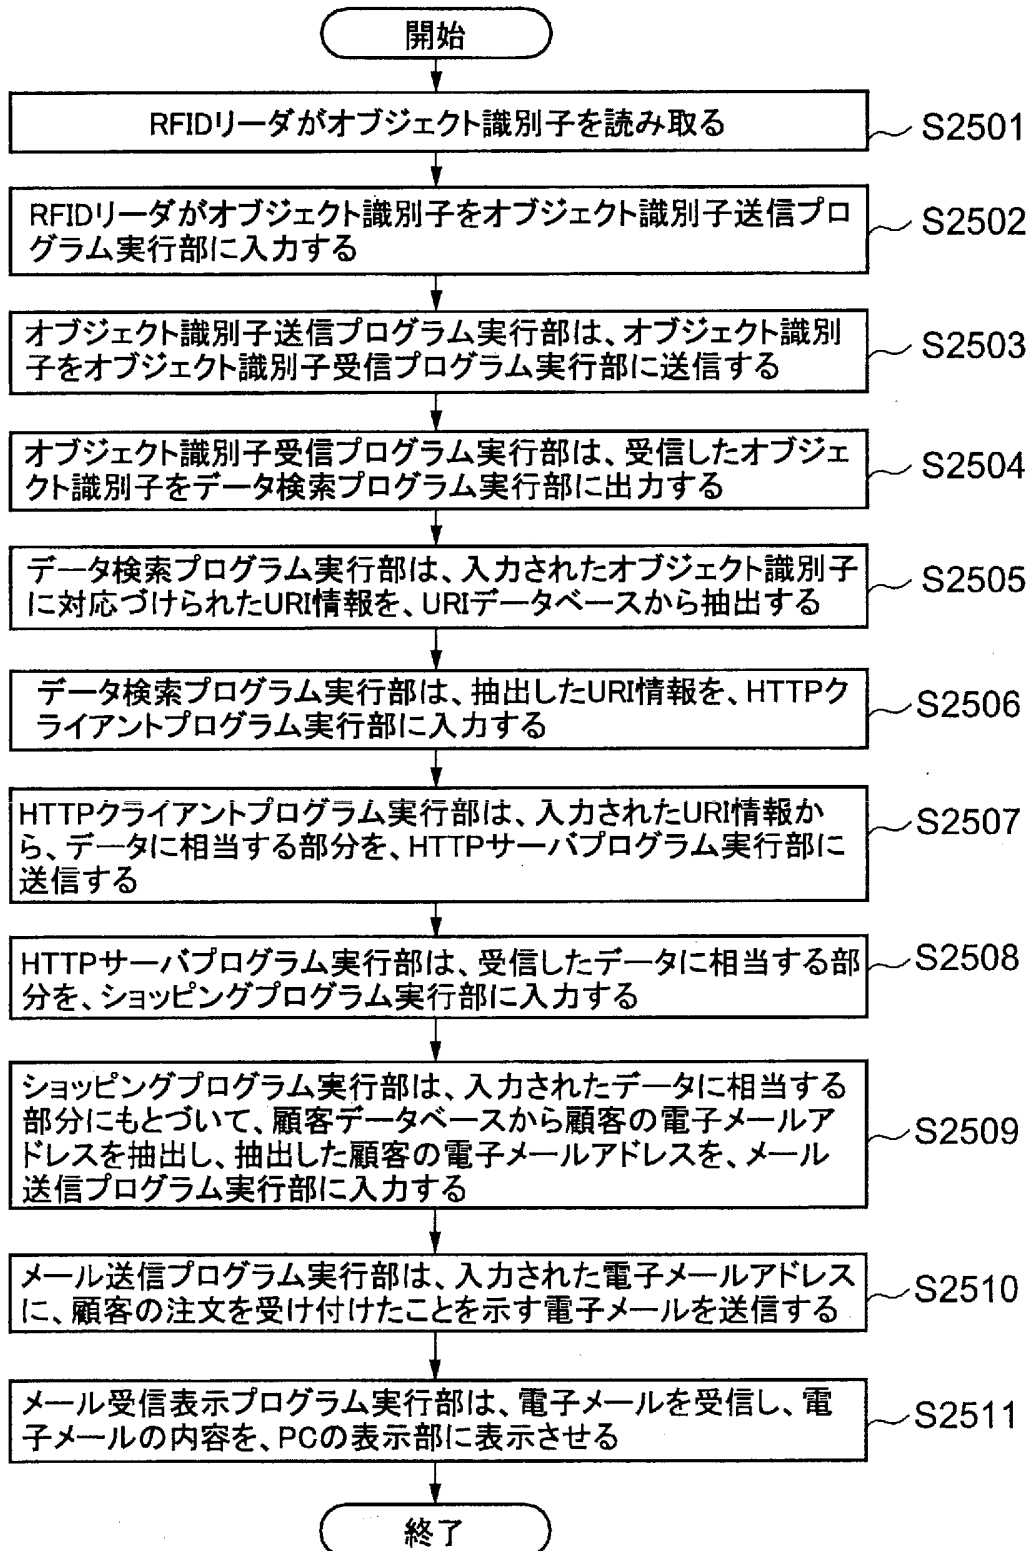 開始
RFIDリーダがオブジェクト識別子を読み取る
S2501
RFIDリーダがオブジェクト識別子をオブジェクト識別子送信プロ
グラム実行部に入力する
S2502
オブジェクト識別子送信プログラム実行部は、オブジェクト識別
子をオブジェクト識別子受信プログラム実行部に送信する
S2503
オブジェクト識別子受信プログラム実行部は、受信したオブジェ
クト識別子をデータ検索プログラム実行部に出力する
S2504
データ検索プログラム実行部は、入力されたオブジェクト識別子
に対応づけられたURI情報を、URIデータベースから抽出する
S2505
データ検索プログラム実行部は、抽出したURI情報を、HTTPク
ライアントプログラム実行部に入力する
S2506
HTTPクライアントプログラム実行部は、入力されたURI情報か
ら、データに相当する部分を、HTTPサーバプログラム実行部に
送信する
S2507
HTTPサーバプログラム実行部は、受信したデータに相当する部
分を、ショッピングプログラム実行部に入力する
S2508
ショッピングプログラム実行部は、入力されたデータに相当する
部分にもとづいて、顧客データベースから顧客の電子メールア
ドレスを抽出し、抽出した顧客の電子メールアドレスを、メール
送信プログラム実行部に入力する
S2509
メール送信プログラム実行部は、入力された電子メールアドレス
に、顧客の注文を受け付けたことを示す電子メールを送信する
S2510
メール受信表示プログラム実行部は、電子メールを受信し、電
子メールの内容を、PCの表示部に表示させる
S2511
終了